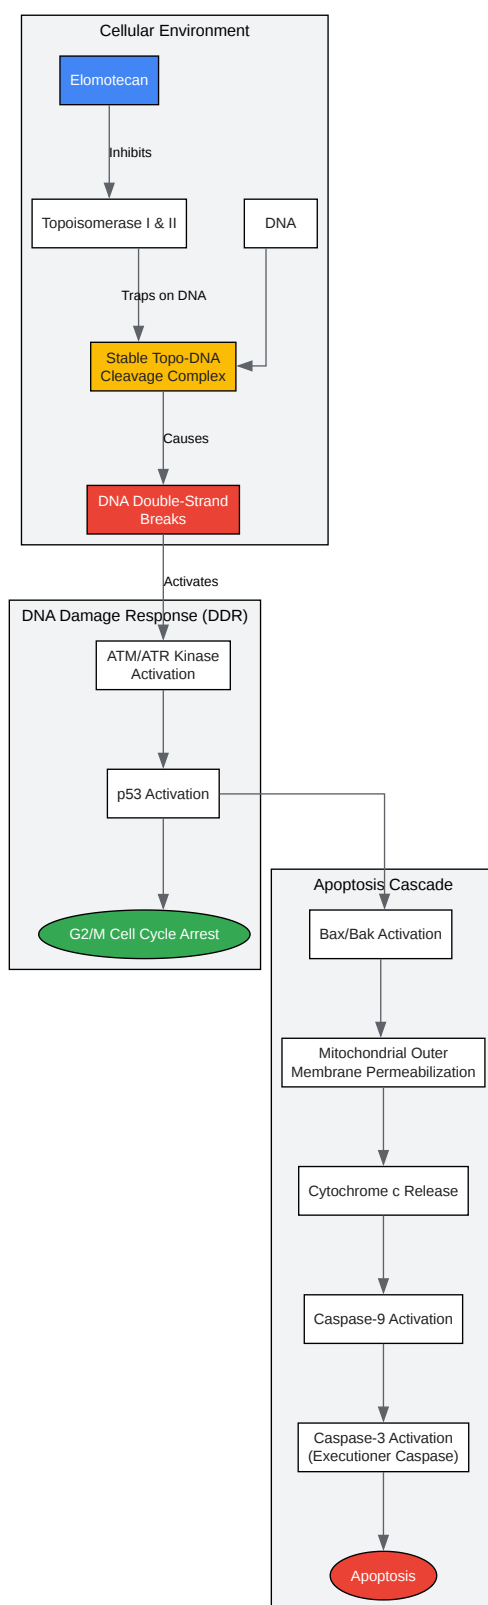 Cellular Environment
Elomotecan
Inhibits
Topoisomerase I & II
DNA
Traps on DNA
Stable Topo-DNA
Cleavage Complex
Causes
DNA Double-Strand
Breaks
Activates
DNA Damage Response (DDR)
ATM/ATR Kinase
Activation
p53 Activation
G2/M Cell Cycle Arrest
Apoptosis Cascade
Bax/Bak Activation
Mitochondrial Outer
Membrane Permeabilization
Cytochrome c Release
Caspase-9 Activation
Caspase-3 Activation
(Executioner Caspase)
Apoptosis